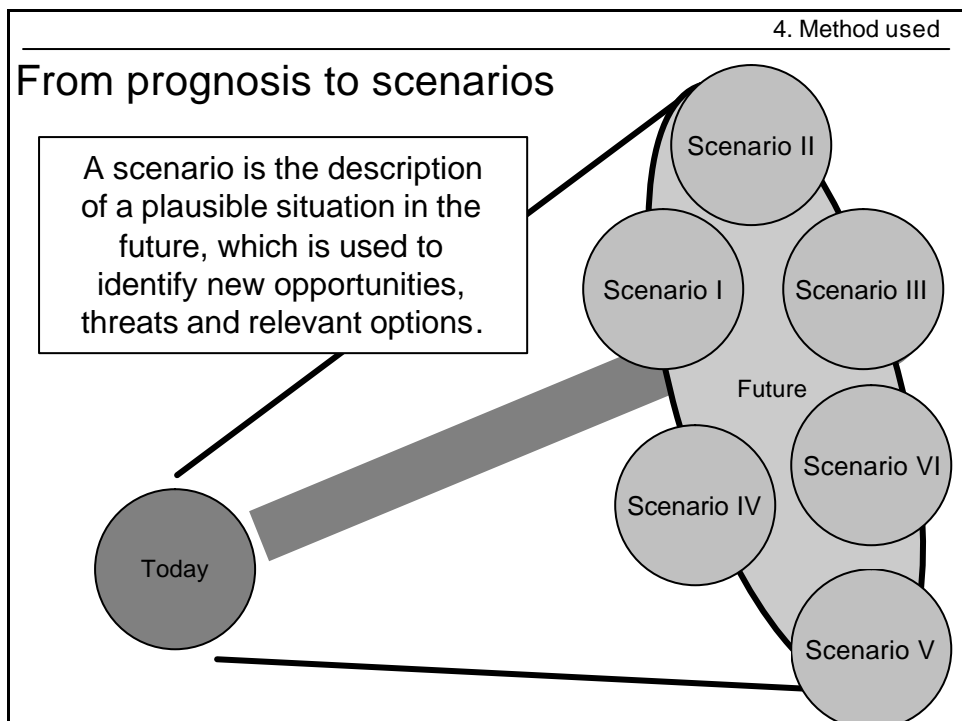 4. Method used
From prognosis to scenarios
A scenario is the description
of a plausible situation in the
future, which is used to
identify new opportunities,
threats and relevant options.
Scenario II
Scenario I
Scenario III
Future
Scenario VI
Scenario IV
Today
Scenario V